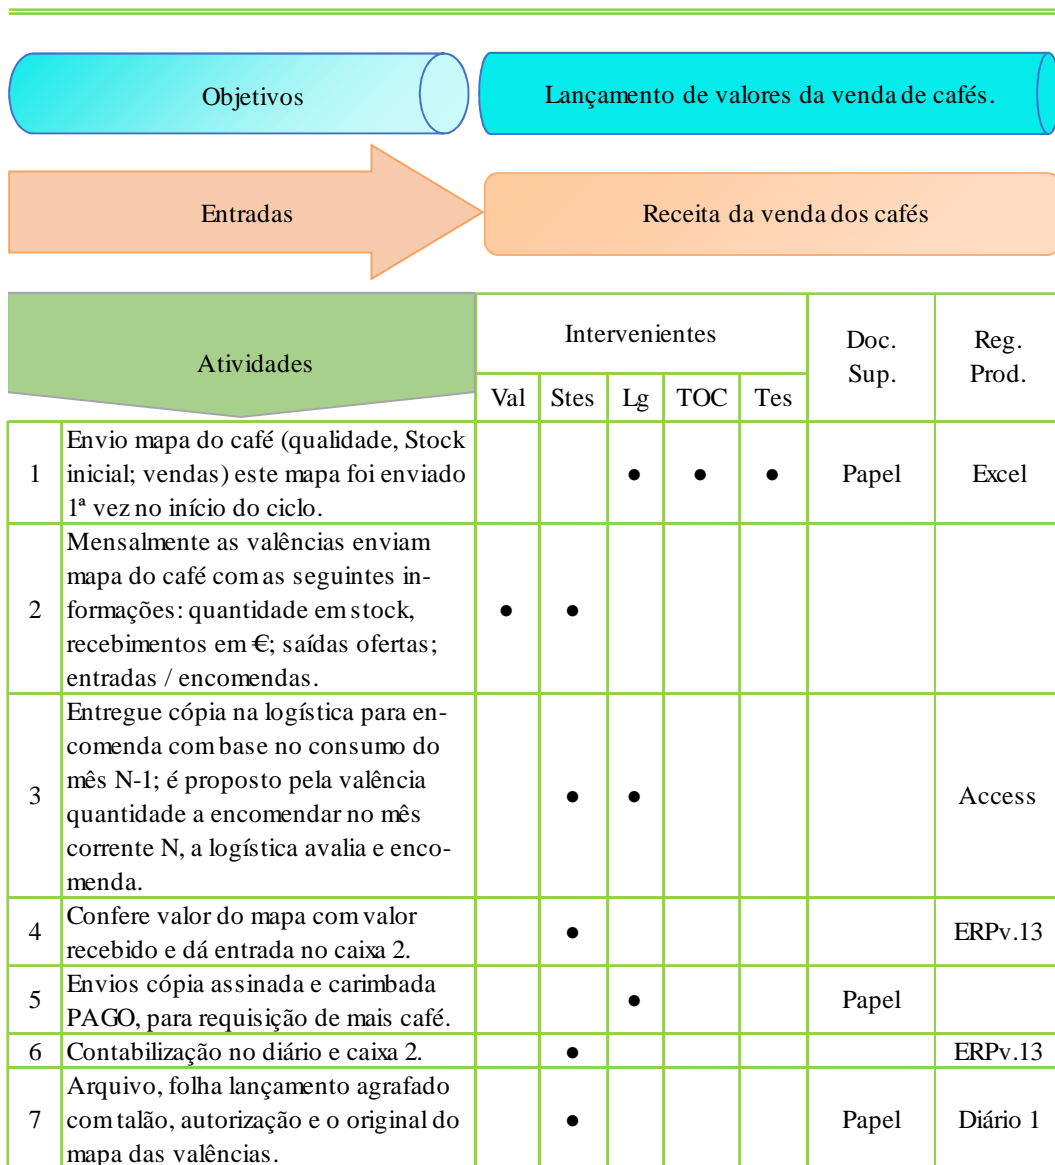 Objetivos
Lançamento de valores da venda de cafés.
Entradas
Receita da venda dos cafés
Atividades
Intervenientes
Doc.
Sup.
Reg.
Prod.
Val Stes Lg TOC Tes
1
Envio mapa do café (qualidade, Stock
inicial; vendas) este mapa foi enviado
1ª vez no início do ciclo.
● ● ●
Papel
Excel
2
Mensalmente as valências enviam
mapa do café com as seguintes in-
formações: quantidade em stock,
recebimentos em €; saídas ofertas;
entradas / encomendas.
● ●
3
Entregue cópia na logística para en-
comenda com base no consumo do
mês N-1; é proposto pela valência
quantidade a encomendar no mês
corrente N, a logística avalia e enco-
menda.
● ●
Access
4
Confere valor do mapa com valor
recebido e dá entrada no caixa 2.
●
ERPv.13
5
Envios cópia assinada e carimbada
PAGO, para requisição de mais café.
●
Papel
6
Contabilização no diário e caixa 2.
●
ERPv.13
7
Arquivo, folha lançamento agrafado
com talão, autorização e o original do
mapa das valências.
●
Papel
Diário 1